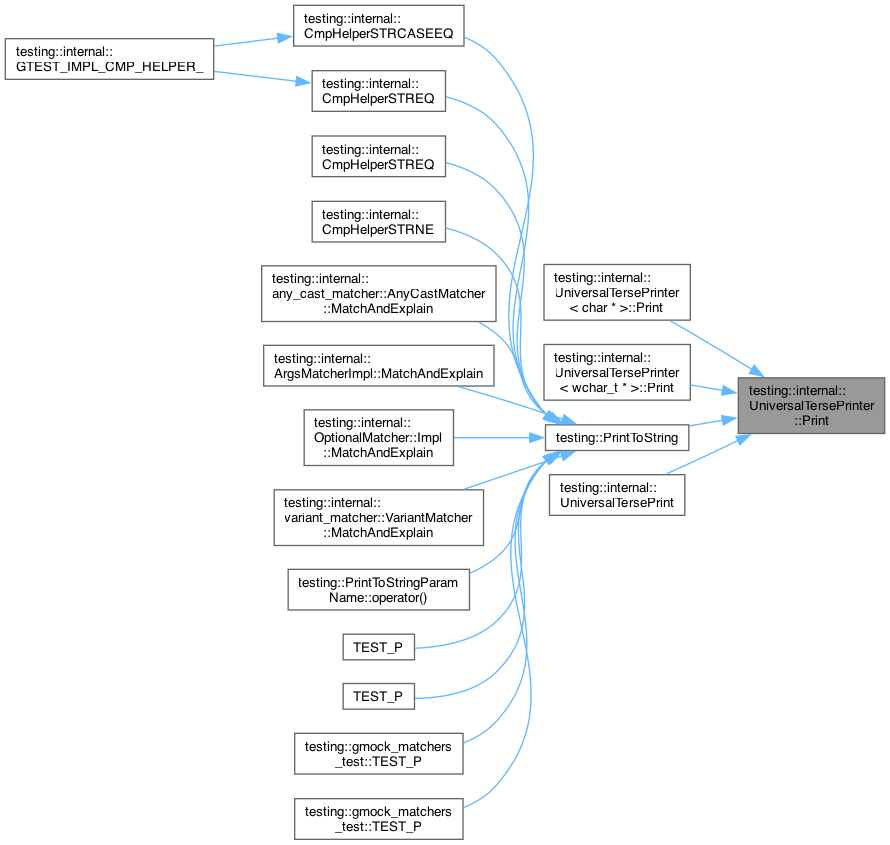 testing::internal::
GTEST_IMPL_CMP_HELPER_
testing::internal::
CmpHelperSTRCASEEQ
testing::internal::
CmpHelperSTREQ
testing::internal::
CmpHelperSTREQ
testing::internal::
CmpHelperSTRNE
testing::internal::
any_cast_matcher::AnyCastMatcher
::MatchAndExplain
testing::internal::
ArgsMatcherImpl::MatchAndExplain
testing::internal::
OptionalMatcher::Impl
::MatchAndExplain
testing::internal::
variant_matcher::VariantMatcher
::MatchAndExplain
testing::PrintToStringParam
Name::operator()
TEST_P
TEST_P
testing::gmock_matchers
_test::TEST_P
testing::gmock_matchers
_test::TEST_P
testing::internal::
UniversalTersePrinter
< char * >::Print
testing::internal::
UniversalTersePrinter
< wchar_t * >::Print
testing::PrintToString
testing::internal::
UniversalTersePrint
testing::internal::
UniversalTersePrinter
::Print